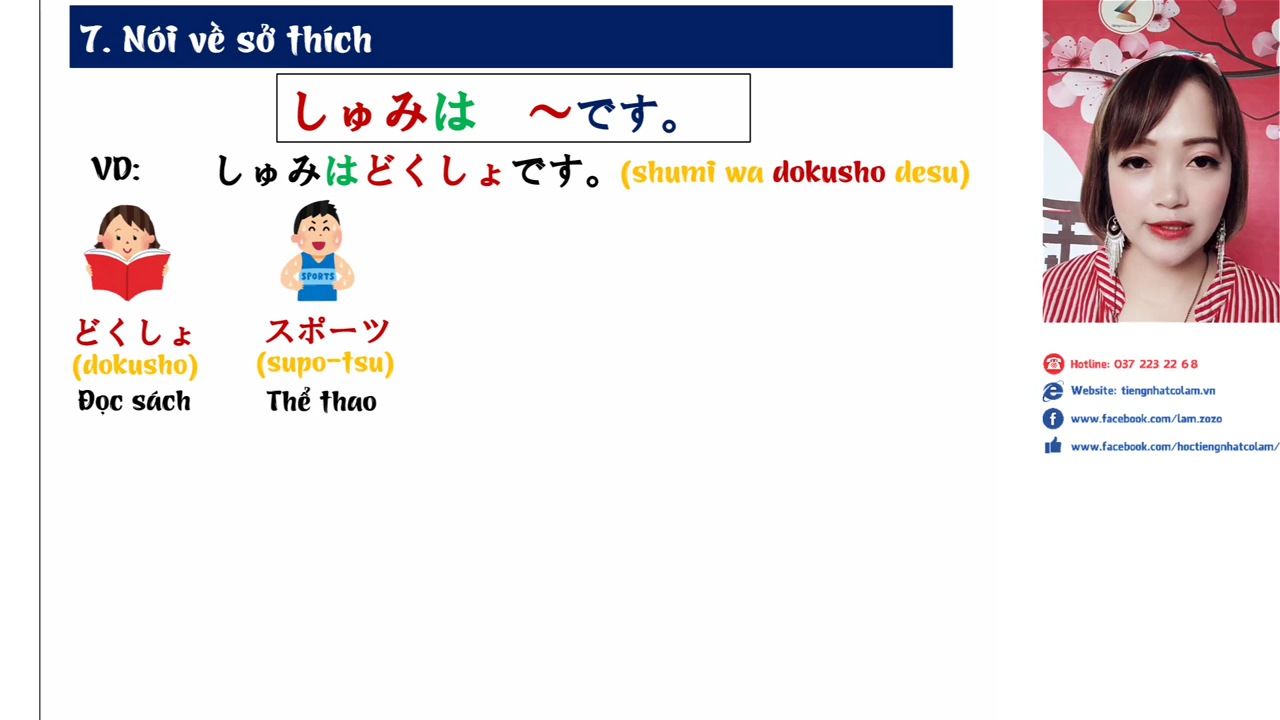 7. Nói về sở thích
しゅみは ～です。
VD: しゅみはどくしょです。(shumi wa dokusho desu)
SPORTS
どくしょ スポーツ
(dokusho) (supo-tsu)
Đọc sách Thể thao
Hotline: 037 223 22 68
Website: tiengnhatcolam.vn
www.facebook.com/lam.zozo
www.facebook.com/hoctiengnhatcolam/